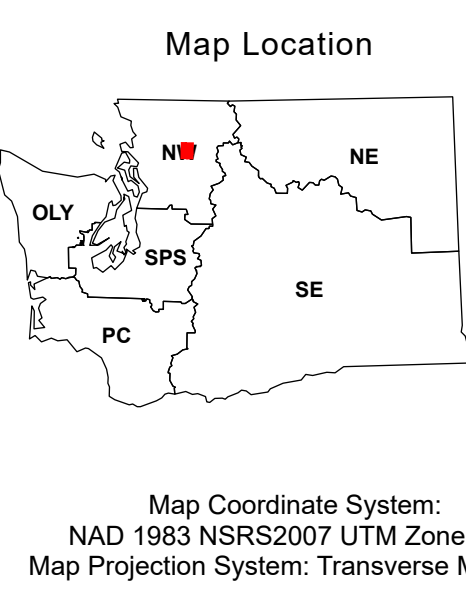 Map Location
NW
NE
OLY
SPS
SE
PC
Map Coordinate System:
NAD 1983 NSRS2007 UTM Zone
Map Projection System: Transverse M